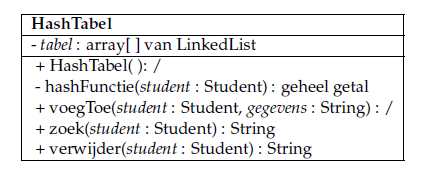 HashTabel
- tabel : array[ ] van LinkedList
+ HashTabel( ): /
- hashFunctie(student : Student) : geheel getal
+ voegToe(student : Student, gegevens : String) : /
+ zoek(student : Student) : String
+ verwijder(student : Student) : String